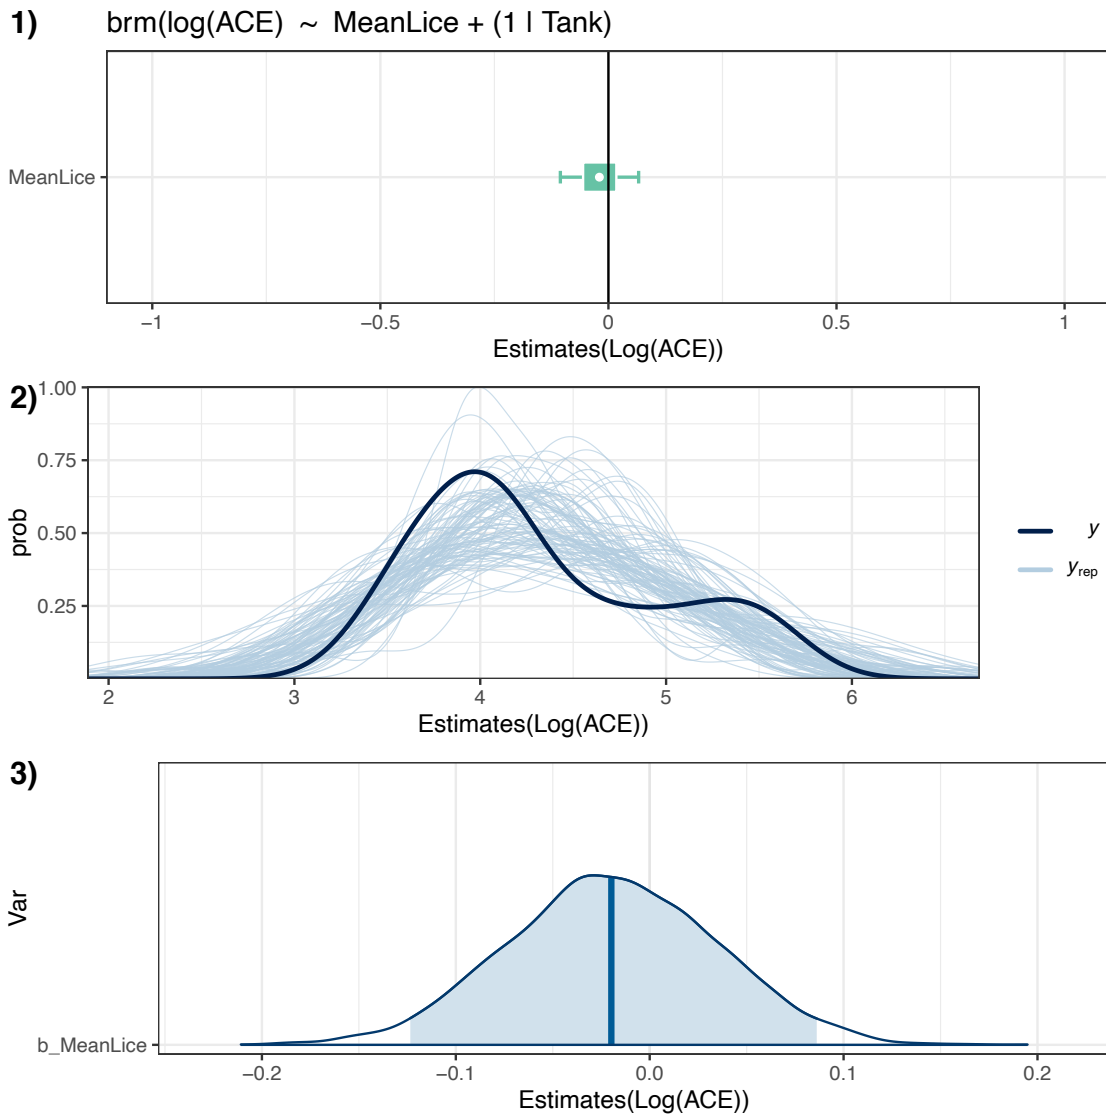 1) brm(log(ACE) ~ MeanLice + (1 | Tank)
MeanLice
−1 −0.5 0 0.5 1
Estimates(Log(ACE))
2)
1.00
0.75
0.50
0.25
prob
2 3 4 5 6
Estimates(Log(ACE))
y
yrep
3)
Var
b_MeanLice
−0.2 −0.1 0.0 0.1 0.2
Estimates(Log(ACE))